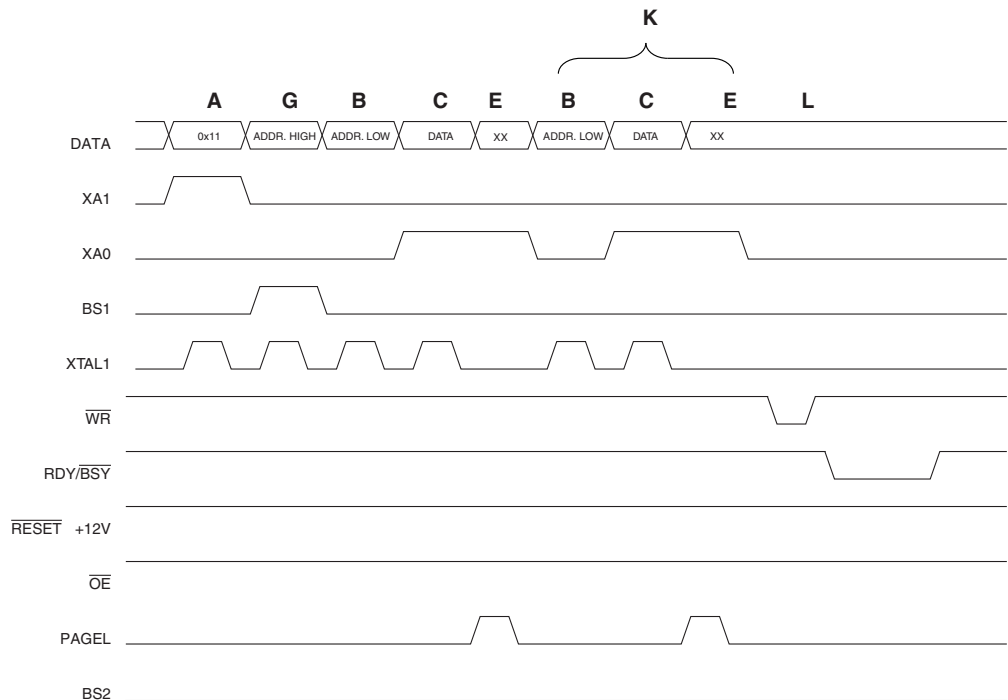 K
A G B C E B C E L
DATA 0x11 ADDR. HIGH ADDR. LOW DATA XX ADDR. LOW DATA XX
XA1
XA0
BS1
XTAL1
WR
RDY/BSY
RESET +12V
OE
PAGEL
BS2